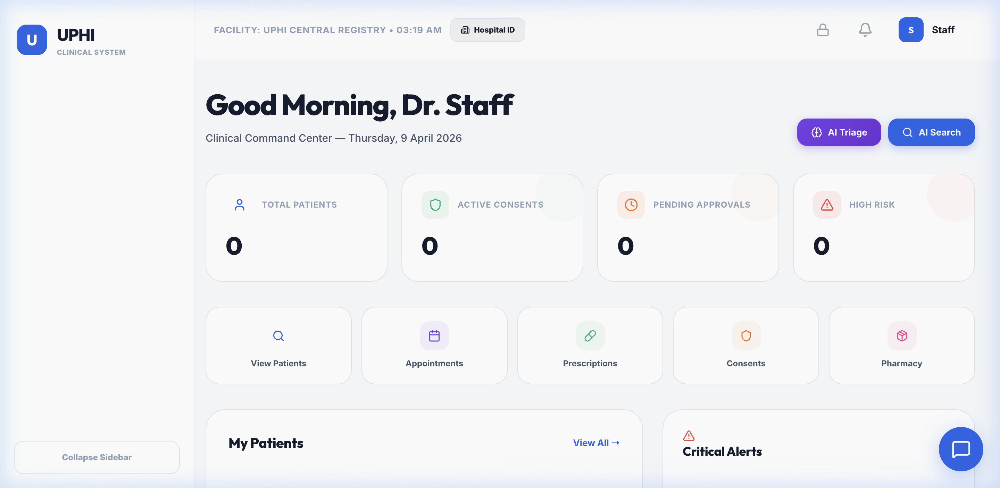 U
UPHI
CLINICAL SYSTEM
Collapse Sidebar
FACILITY: UPHI CENTRAL REGISTRY • 03:19 AM
Hospital ID
S
Staff
Good Morning, Dr. Staff
Clinical Command Center — Thursday, 9 April 2026
AI Triage
AI Search
TOTAL PATIENTS
0
ACTIVE CONSENTS
0
PENDING APPROVALS
0
HIGH RISK
0
View Patients
Appointments
Prescriptions
Consents
Pharmacy
My Patients
View All →
Critical Alerts